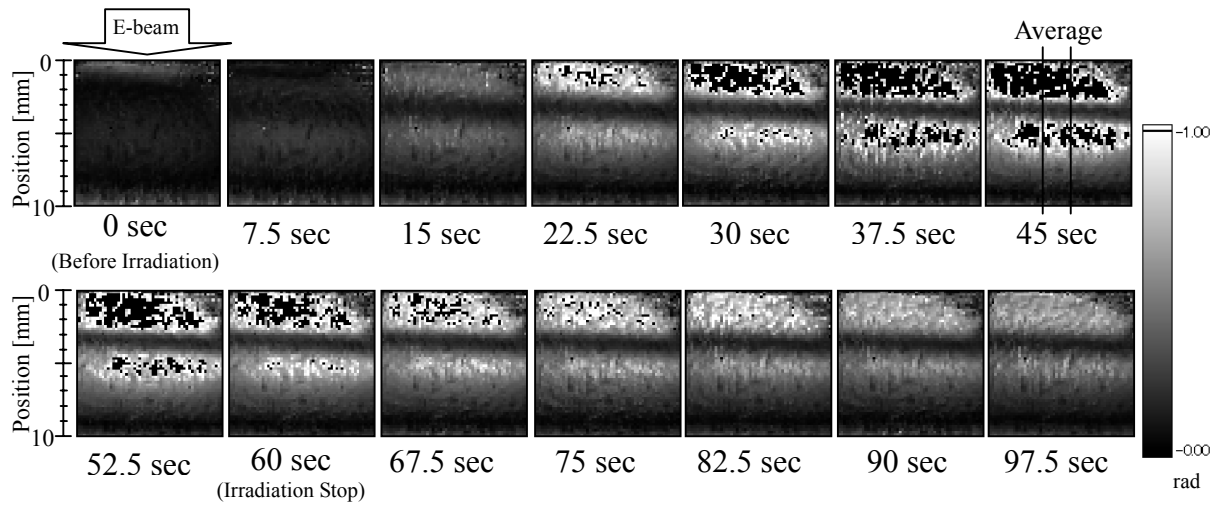 E-beam
Average
0
Position [mm]
10
0 sec
7.5 sec
15 sec
22.5 sec
30 sec
37.5 sec
45 sec
(Before Irradiation)
-1.00
0
Position [mm]
10
52.5 sec
60 sec
67.5 sec
75 sec
82.5 sec
90 sec
97.5 sec
(Irradiation Stop)
-0.00
rad